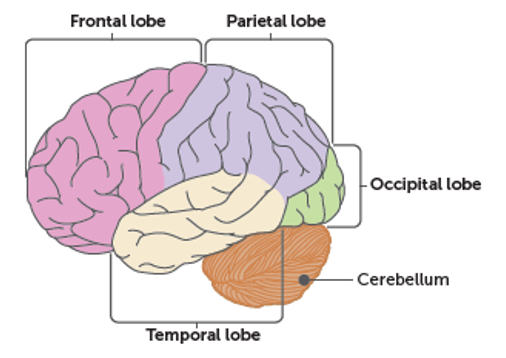 Frontal lobe
Parietal lobe
Occipital lobe
Cerebellum
Temporal lobe